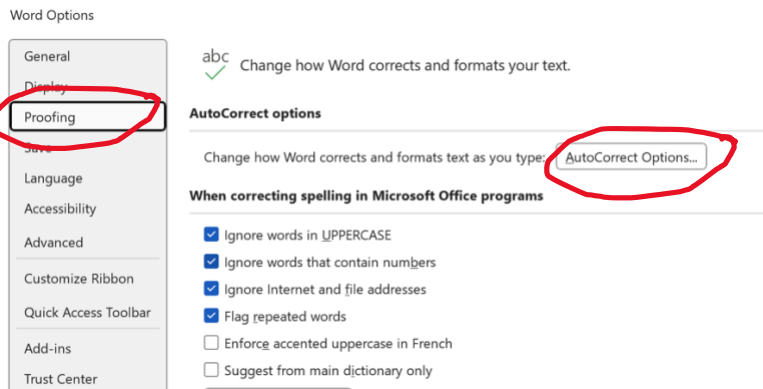 Word Options
General
Display
Proofing
Save
Language
Accessibility
Advanced
Customize Ribbon
Quick Access Toolbar
Add-ins
Trust Center
abc
Change how Word corrects and formats your text.
AutoCorrect options
Change how Word corrects and formats text as you type:
AutoCorrect Options...
When correcting spelling in Microsoft Office programs
Ignore words in UPPERCASE
Ignore words that contain numbers
Ignore Internet and file addresses
Flag repeated words
Enforce accented uppercase in French
Suggest from main dictionary only